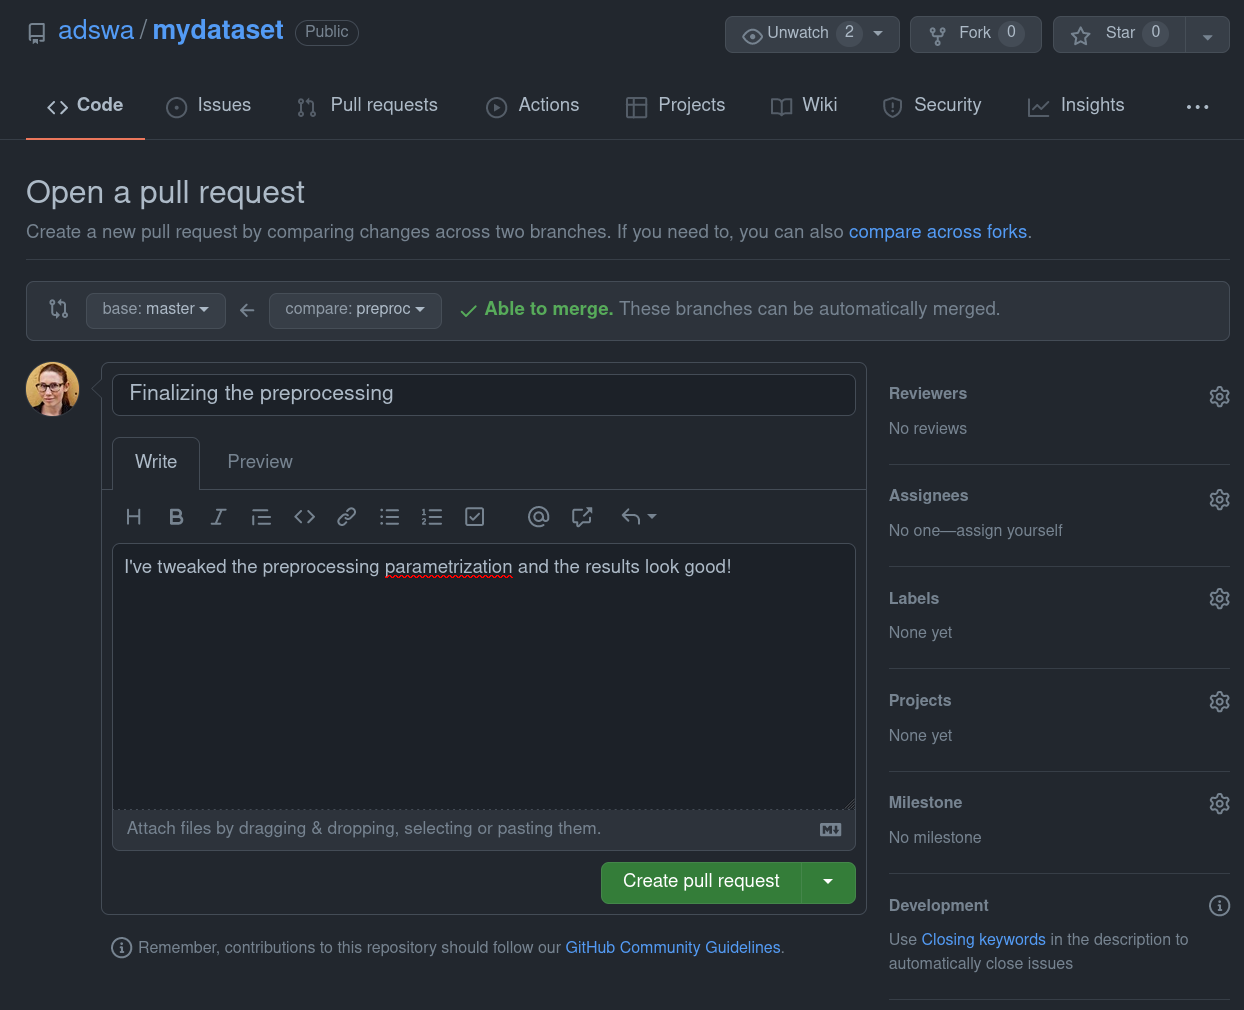 adswa / mydataset Public
Unwatch 2 Fork 0 Star 0
Code Issues Pull requests Actions Projects Wiki Security Insights
Open a pull request
Create a new pull request by comparing changes across two branches. If you need to, you can also compare across forks.
base: master compare: preproc Able to merge. These branches can be automatically merged.
Finalizing the preprocessing
Write Preview
I've tweaked the preprocessing parametrization and the results look good!
Attach files by dragging & dropping, selecting or pasting them.
Create pull request
Remember, contributions to this repository should follow our GitHub Community Guidelines.
Reviewers
No reviews
Assignees
No one—assign yourself
Labels
None yet
Projects
None yet
Milestone
No milestone
Development
Use Closing keywords in the description to
automatically close issues